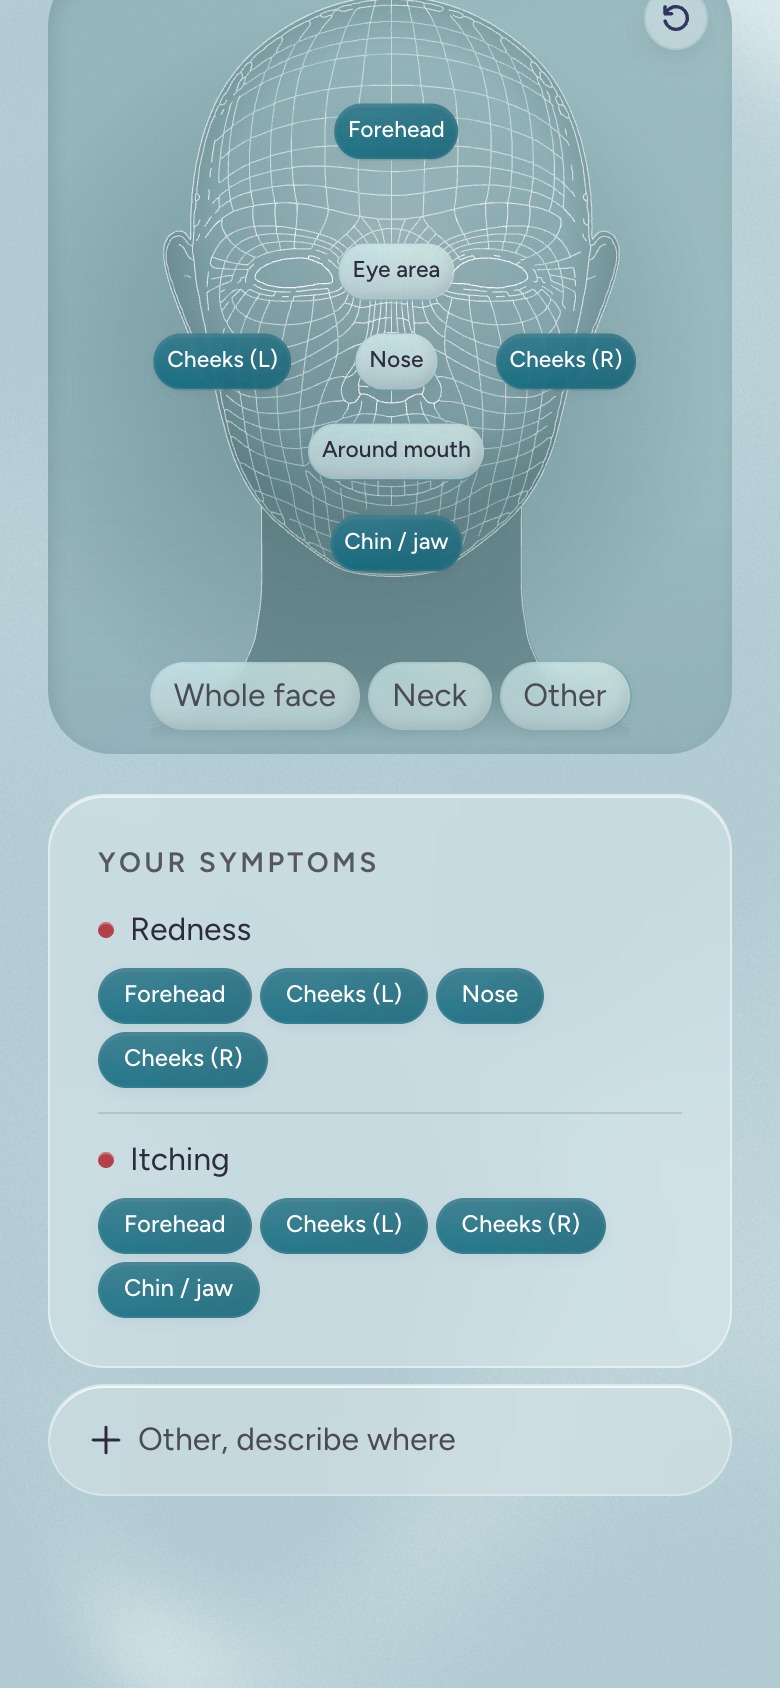 Forehead
Eye area
Cheeks (L) Nose Cheeks (R)
Around mouth
Chin / jaw
Whole face Neck Other
YOUR SYMPTOMS
Redness
Forehead Cheeks (L) Nose
Cheeks (R)
Itching
Forehead Cheeks (L) Cheeks (R)
Chin / jaw
Other, describe where